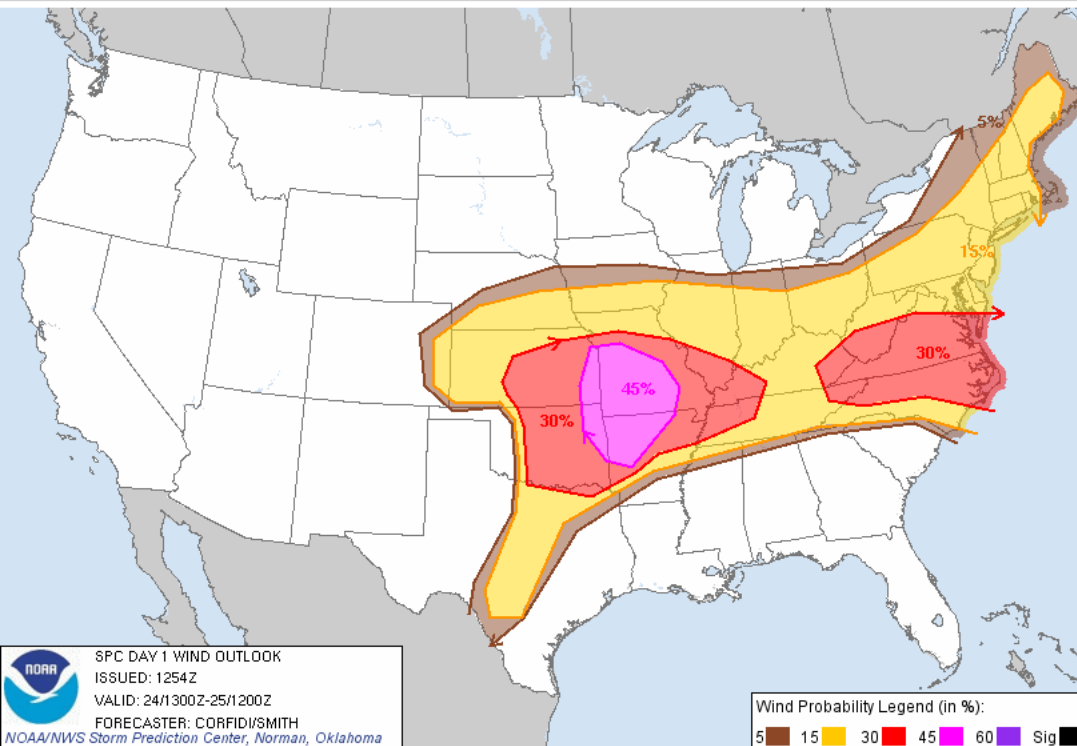 5%
15%
30%
45%
30%
NOAA
SPC DAY 1 WIND OUTLOOK
ISSUED: 1254Z
VALID: 24/1300Z-25/1200Z
FORECASTER: CORFIDI/SMITH
NOAA/NWS Storm Prediction Center, Norman, Oklahoma
Wind Probability Legend (in %):
5 15 30 45 60 Sig